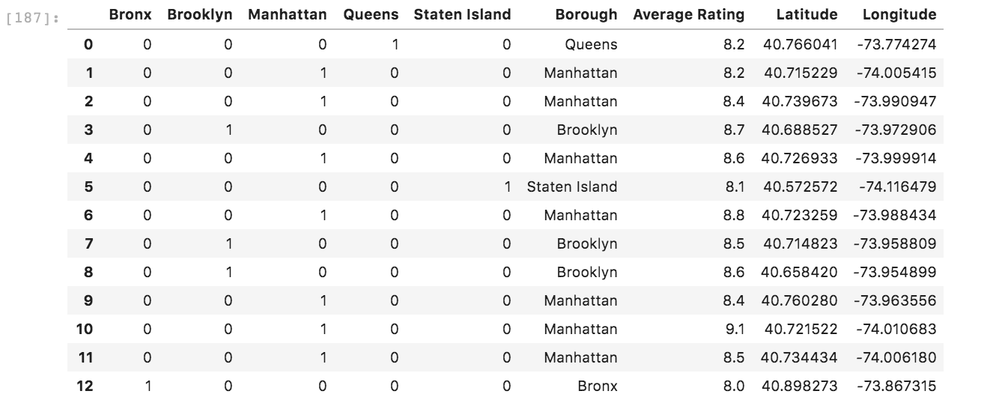 [187]: Bronx Brooklyn Manhattan Queens Staten Island Borough Average Rating Latitude Longitude
0 0 0 0 1 0 Queens 8.2 40.766041 -73.774274
1 0 0 1 0 0 Manhattan 8.2 40.715229 -74.005415
2 0 0 1 0 0 Manhattan 8.4 40.739673 -73.990947
3 0 1 0 0 0 Brooklyn 8.7 40.688527 -73.972906
4 0 0 1 0 0 Manhattan 8.6 40.726933 -73.999914
5 0 0 0 0 1 Staten Island 8.1 40.572572 -74.116479
6 0 0 1 0 0 Manhattan 8.8 40.723259 -73.988434
7 0 1 0 0 0 Brooklyn 8.5 40.714823 -73.958809
8 0 1 0 0 0 Brooklyn 8.6 40.658420 -73.954899
9 0 0 1 0 0 Manhattan 8.4 40.760280 -73.963556
10 0 0 1 0 0 Manhattan 9.1 40.721522 -74.010683
11 0 0 1 0 0 Manhattan 8.5 40.734434 -74.006180
12 1 0 0 0 0 Bronx 8.0 40.898273 -73.867315